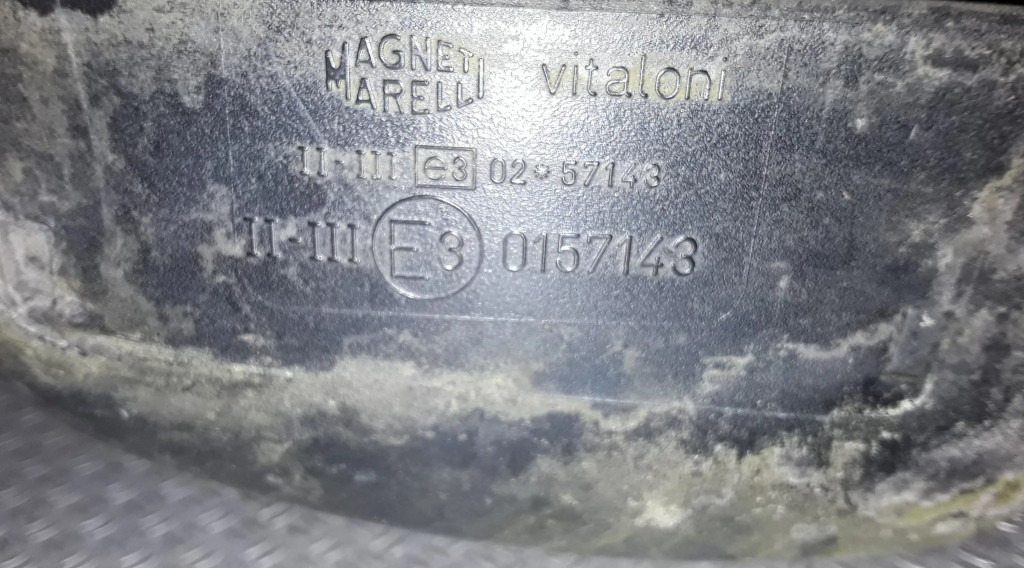 MAGNETI MARELLI vitaloni
II-III e3 02*57143
II-III E3 0157143